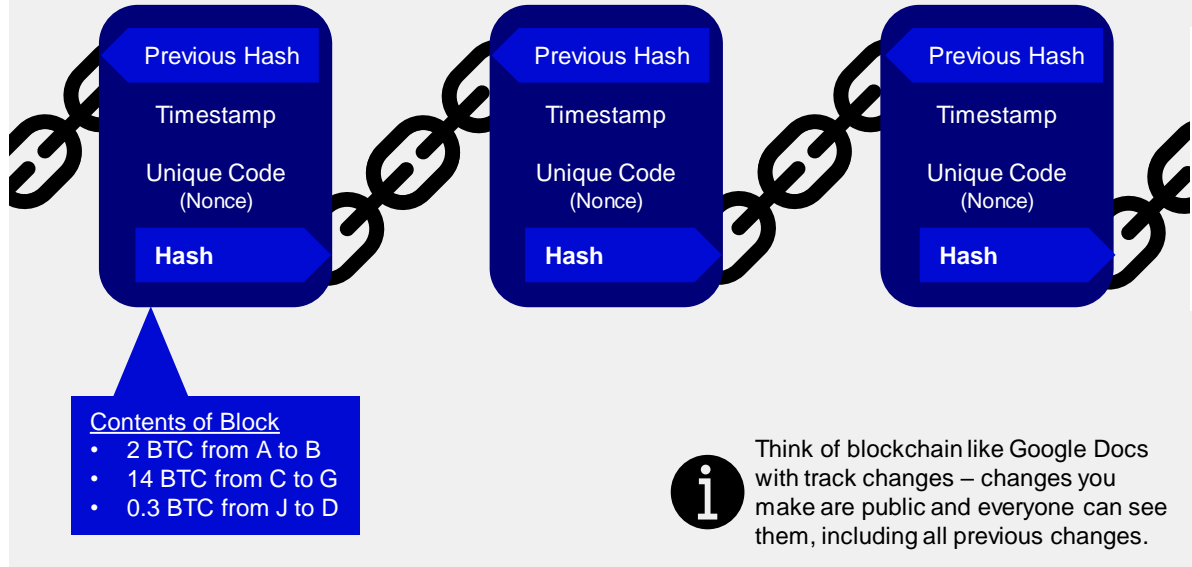 Previous Hash
Timestamp
Unique Code
(Nonce)
Hash
Previous Hash
Timestamp
Unique Code
(Nonce)
Hash
Previous Hash
Timestamp
Unique Code
(Nonce)
Hash
Contents of Block
• 2 BTC from A to B
• 14 BTC from C to G
• 0.3 BTC from J to D
i
Think of blockchain like Google Docs
with track changes – changes you
make are public and everyone can see
them, including all previous changes.